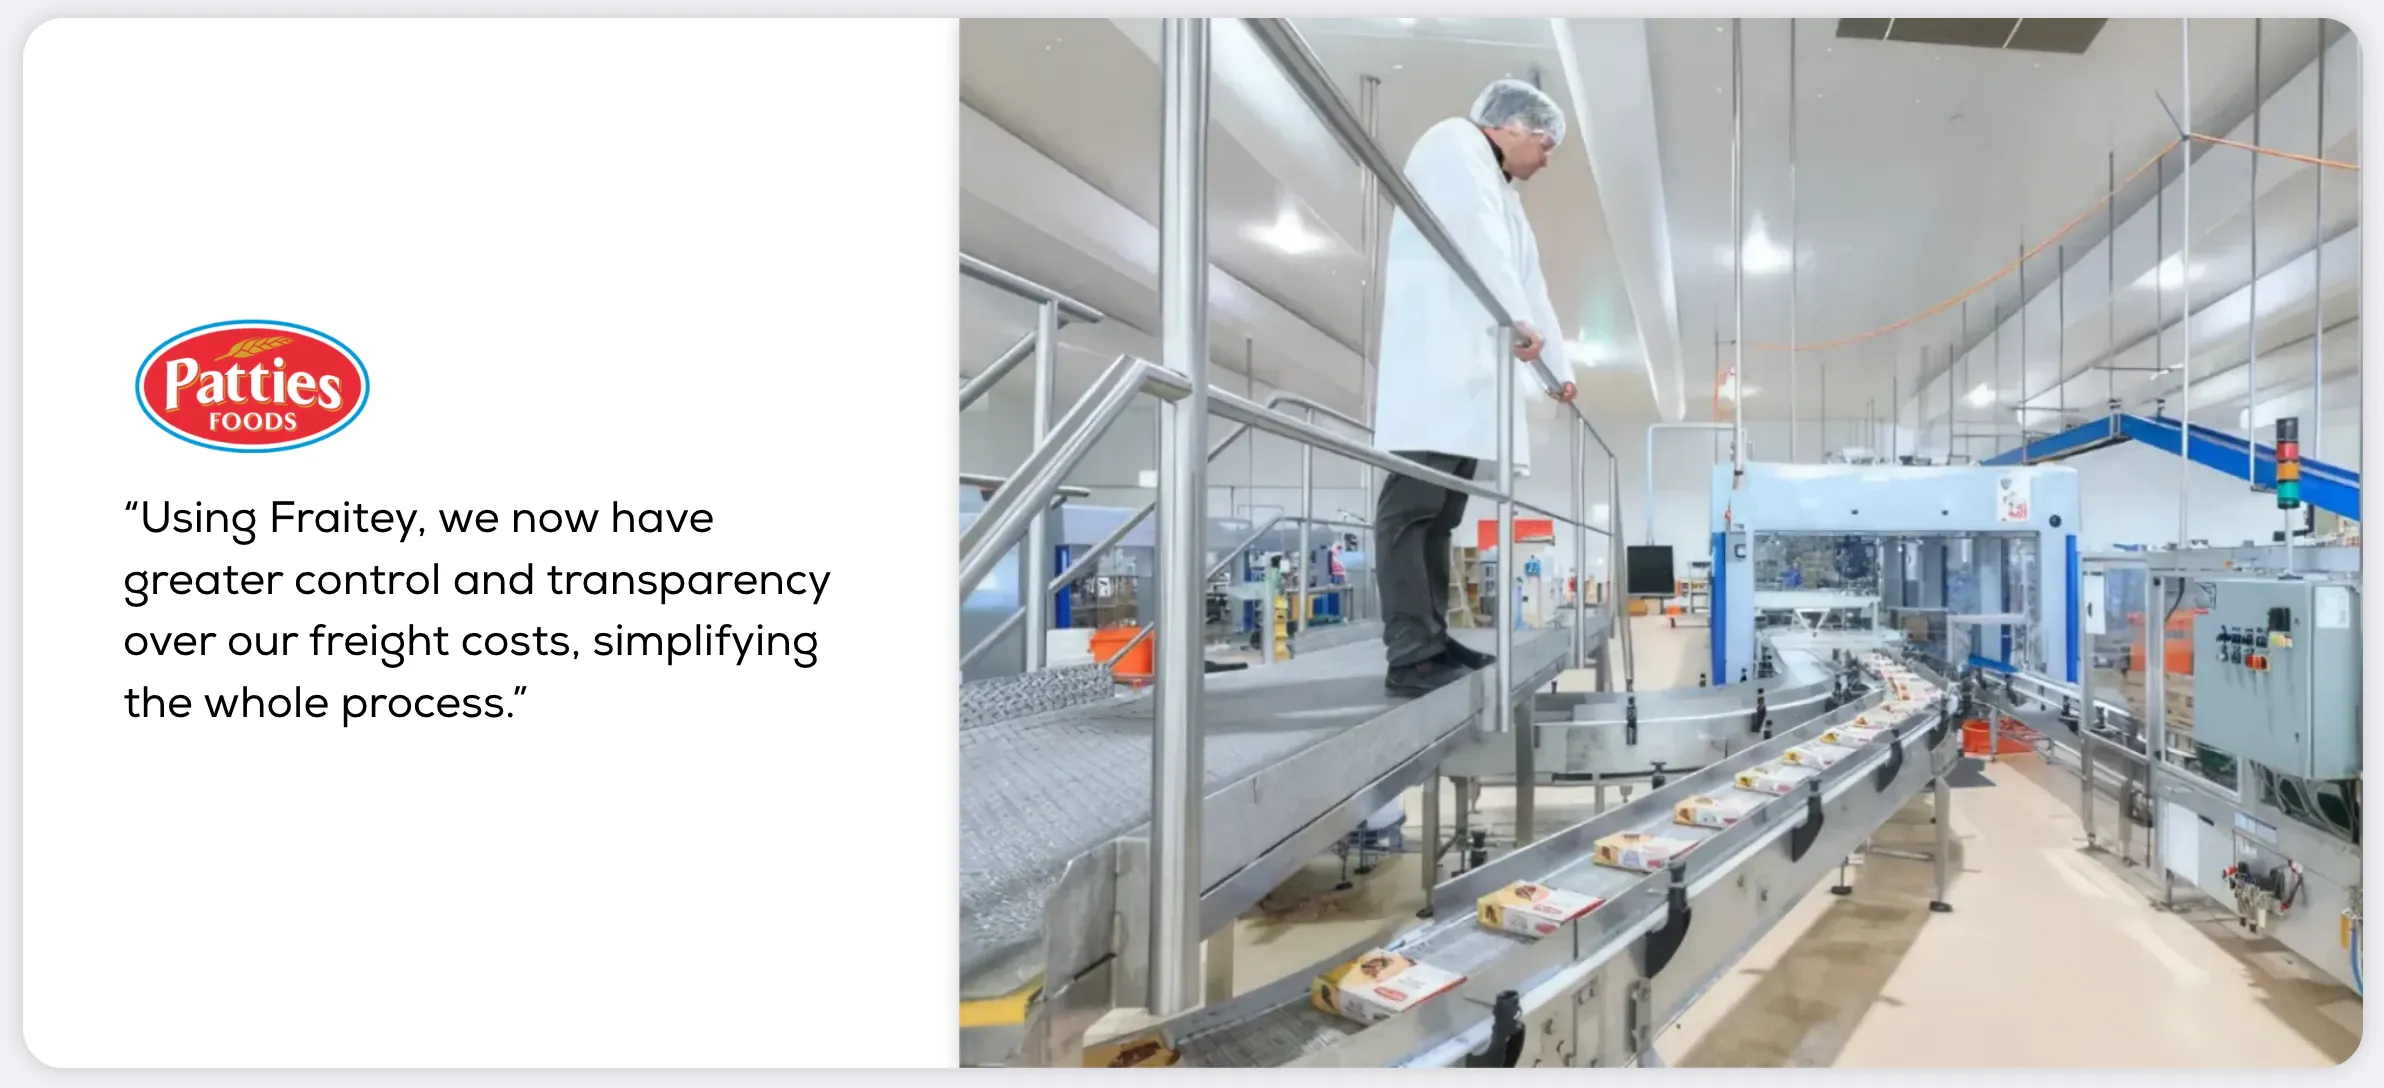 Patties
FOODS
“Using Fraitey, we now have
greater control and transparency
over our freight costs, simplifying
the whole process.”